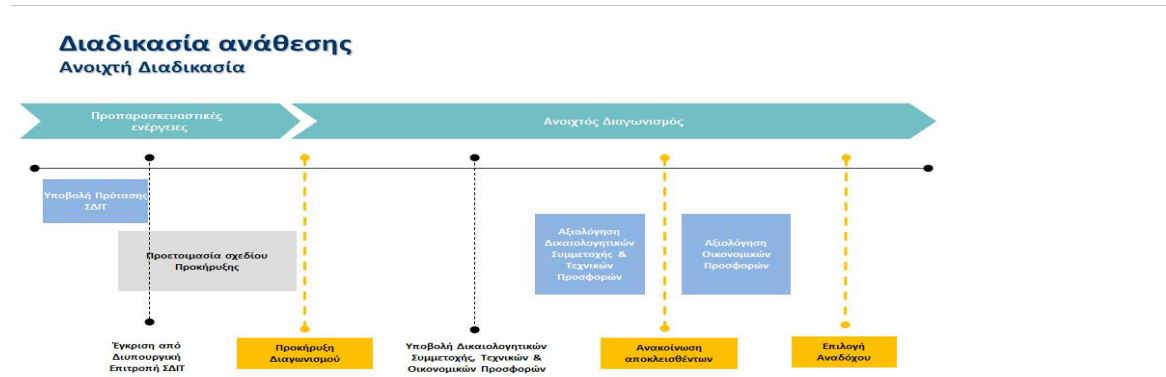 Διαδικασία ανάθεσης
Ανοιχτή Διαδικασία
Προπαρασκευαστικές
ενέργειες
Ανοιχτός Διαγωνισμός
Υποβολή Πρότασης
ΣΔΙΤ
Προετοιμασία σχεδίου
Προκήρυξης
Αξιολόγηση
Δικαιολογητικών
Συμμετοχής &
Τεχνικών
Προσφορών
Αξιολόγηση
Οικονομικών
Προσφορών
Έγκριση από
Διυπουργική
Επιτροπή ΣΔΙΤ
Προκήρυξη
Διαγωνισμού
Υποβολή Δικαιολογητικών
Συμμετοχής, Τεχνικών &
Οικονομικών Προσφορών
Ανακοίνωση
αποκλεισθέντων
Επιλογή
Αναδόχου